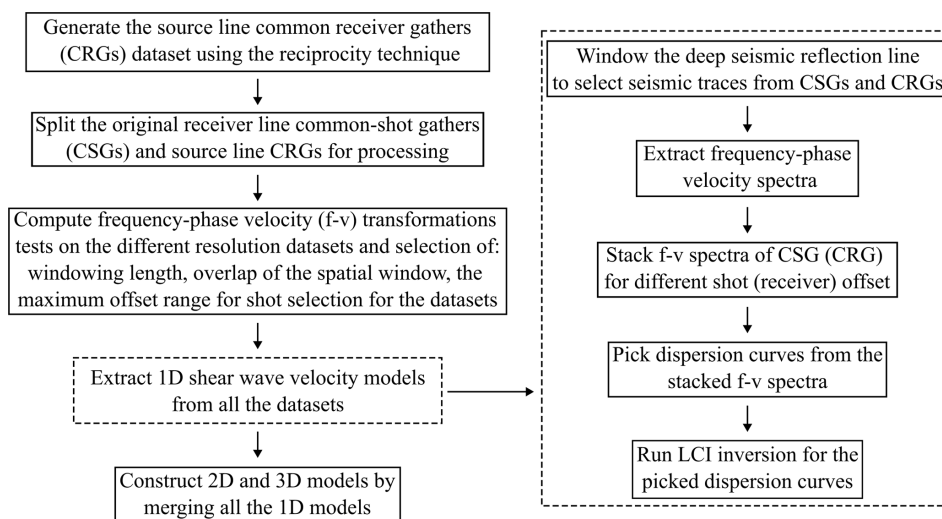 Generate the source line common receiver gathers
(CRGs) dataset using the reciprocity technique
Split the original receiver line common-shot gathers
(CSGs) and source line CRGs for processing
Compute frequency-phase velocity (f-v) transformations
tests on the different resolution datasets and selection of:
windowing length, overlap of the spatial window, the
maximum offset range for shot selection for the datasets
Extract 1D shear wave velocity models
from all the datasets
Construct 2D and 3D models by
merging all the 1D models
Window the deep seismic reflection line
to select seismic traces from CSGs and CRGs
Extract frequency-phase
velocity spectra
Stack f-v spectra of CSG (CRG)
for different shot (receiver) offset
Pick dispersion curves from the
stacked f-v spectra
Run LCI inversion for the
picked dispersion curves